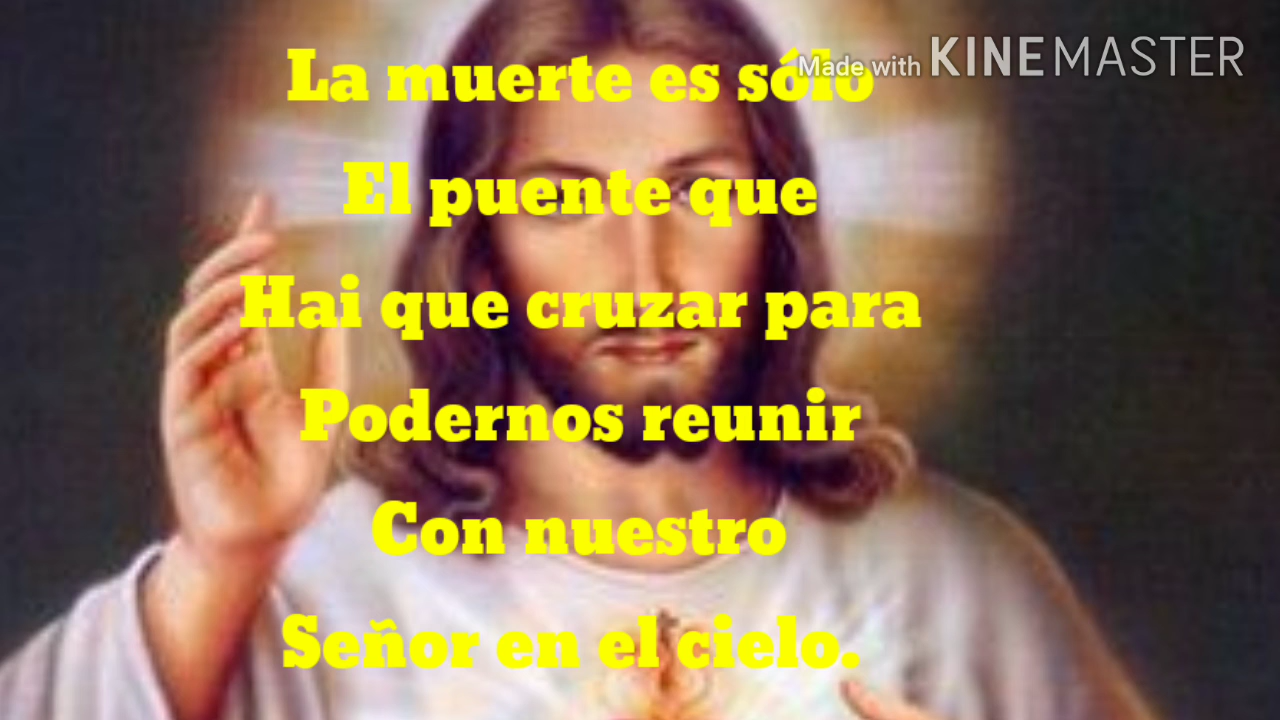 Made with KINEMASTER
La muerte es sólo
El puente que
Hai que cruzar para
Podernos reunir
Con nuestro
Señor en el cielo.